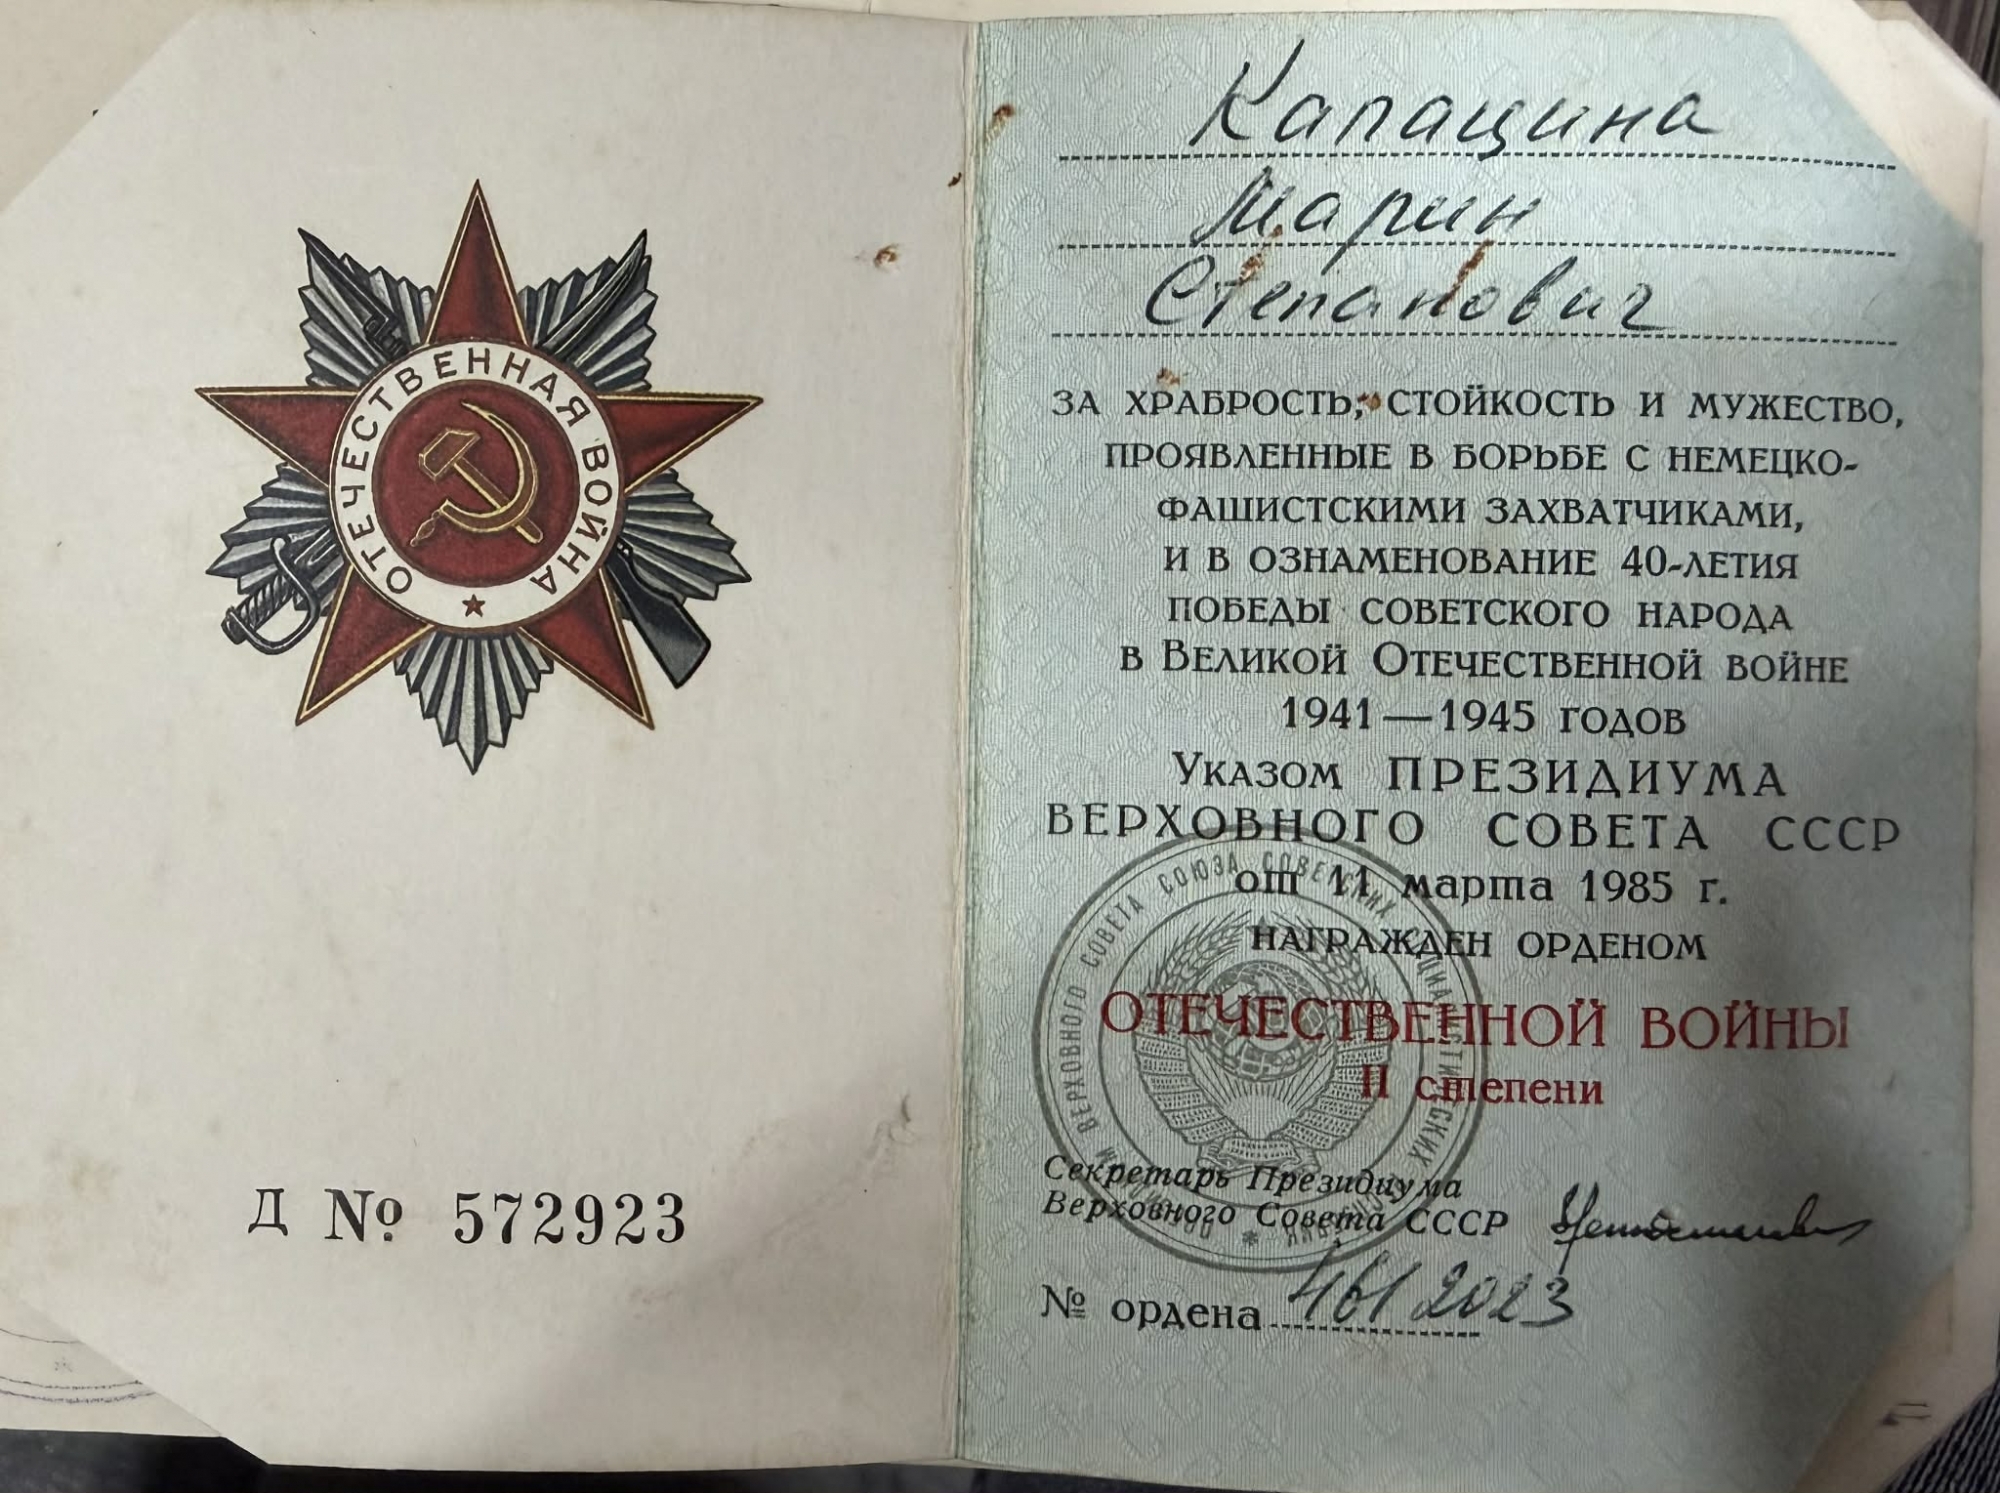 ОТЕЧЕСТВЕННАЯ ВОЙНА
Д № 572923
Капацина
Марин
Степанович
ЗА ХРАБРОСТЬ, СТОЙКОСТЬ И МУЖЕСТВО,
ПРОЯВЛЕННЫЕ В БОРЬБЕ С НЕМЕЦКО-
ФАШИСТСКИМИ ЗАХВАТЧИКАМИ,
И В ОЗНАМЕНОВАНИЕ 40-ЛЕТИЯ
ПОБЕДЫ СОВЕТСКОГО НАРОДА
В ВЕЛИКОЙ ОТЕЧЕСТВЕННОЙ ВОЙНЕ
1941 — 1945 ГОДОВ
УКАЗОМ ПРЕЗИДИУМА
ВЕРХОВНОГО СОВЕТА СССР
от 11 марта 1985 г.
НАГРАЖДЕН ОРДЕНОМ
ОТЕЧЕСТВЕННОЙ ВОЙНЫ
II степени
Секретарь Президиума
Верховного Совета СССР
№ ордена 4612023